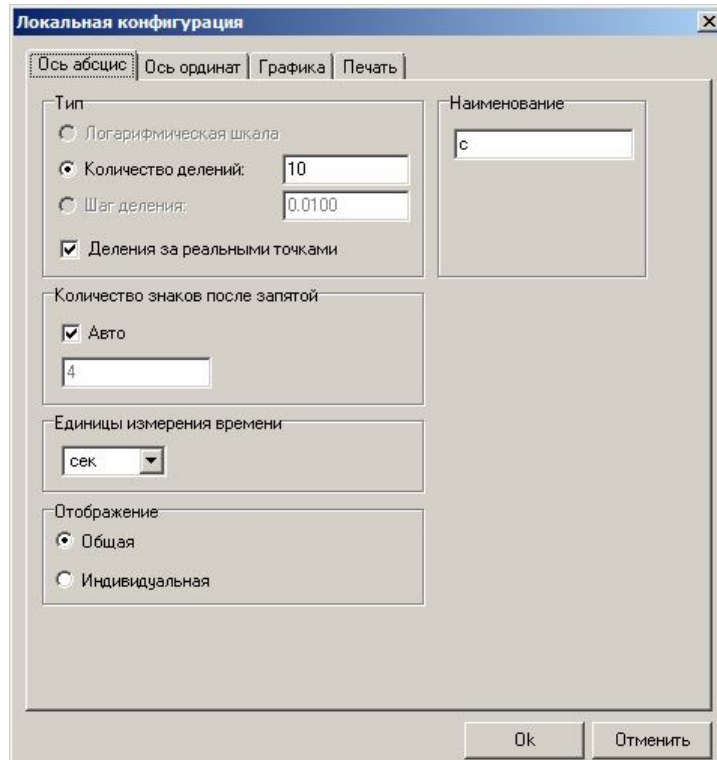 Локальная конфигурация
Ось абсцис Ось ординат Графика Печать
Тип
Логарифмическая шкала
Количество делений: 10
Шаг деления: 0.0100
Деления за реальными точками
Наименование
с
Количество знаков после запятой
Авто
4
Единицы измерения времени
сек
Отображение
Общая
Индивидуальная
Ok Отменить